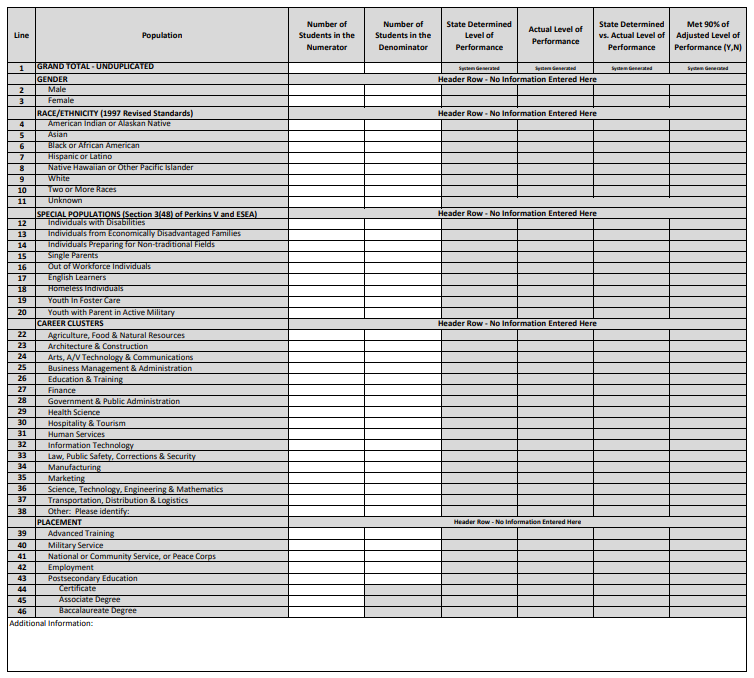 Line Population Number of Students in the Numerator Number of Students in the Denominator State Determined Level of Performance Actual Level of Performance State Determined vs. Actual Level of Performance Met 90% of Adjusted Level of Performance (Y,N)
1 GRAND TOTAL - UNDUPLICATED System Generated System Generated System Generated System Generated
GENDER Header Row - No Information Entered Here
2 Male
3 Female
RACE/ETHNICITY (1997 Revised Standards) Header Row - No Information Entered Here
4 American Indian or Alaskan Native
5 Asian
6 Black or African American
7 Hispanic or Latino
8 Native Hawaiian or Other Pacific Islander
9 White
10 Two or More Races
11 Unknown
SPECIAL POPULATIONS (Section 3(48) of Perkins V and ESEA) Header Row - No Information Entered Here
12 Individuals with Disabilities
13 Individuals from Economically Disadvantaged Families
14 Individuals Preparing for Non-traditional Fields
15 Single Parents
16 Out of Workforce Individuals
17 English Learners
18 Homeless Individuals
19 Youth In Foster Care
20 Youth with Parent in Active Military
CAREER CLUSTERS Header Row - No Information Entered Here
22 Agriculture, Food & Natural Resources
23 Architecture & Construction
24 Arts, A/V Technology & Communications
25 Business Management & Administration
26 Education & Training
27 Finance
28 Government & Public Administration
29 Health Science
30 Hospitality & Tourism
31 Human Services
32 Information Technology
33 Law, Public Safety, Corrections & Security
34 Manufacturing
35 Marketing
36 Science, Technology, Engineering & Mathematics
37 Transportation, Distribution & Logistics
38 Other: Please identify:
PLACEMENT Header Row - No Information Entered Here
39 Advanced Training
40 Military Service
41 National or Community Service, or Peace Corps
42 Employment
43 Postsecondary Education
44 Certificate
45 Associate Degree
46 Baccalaureate Degree
Additional Information: